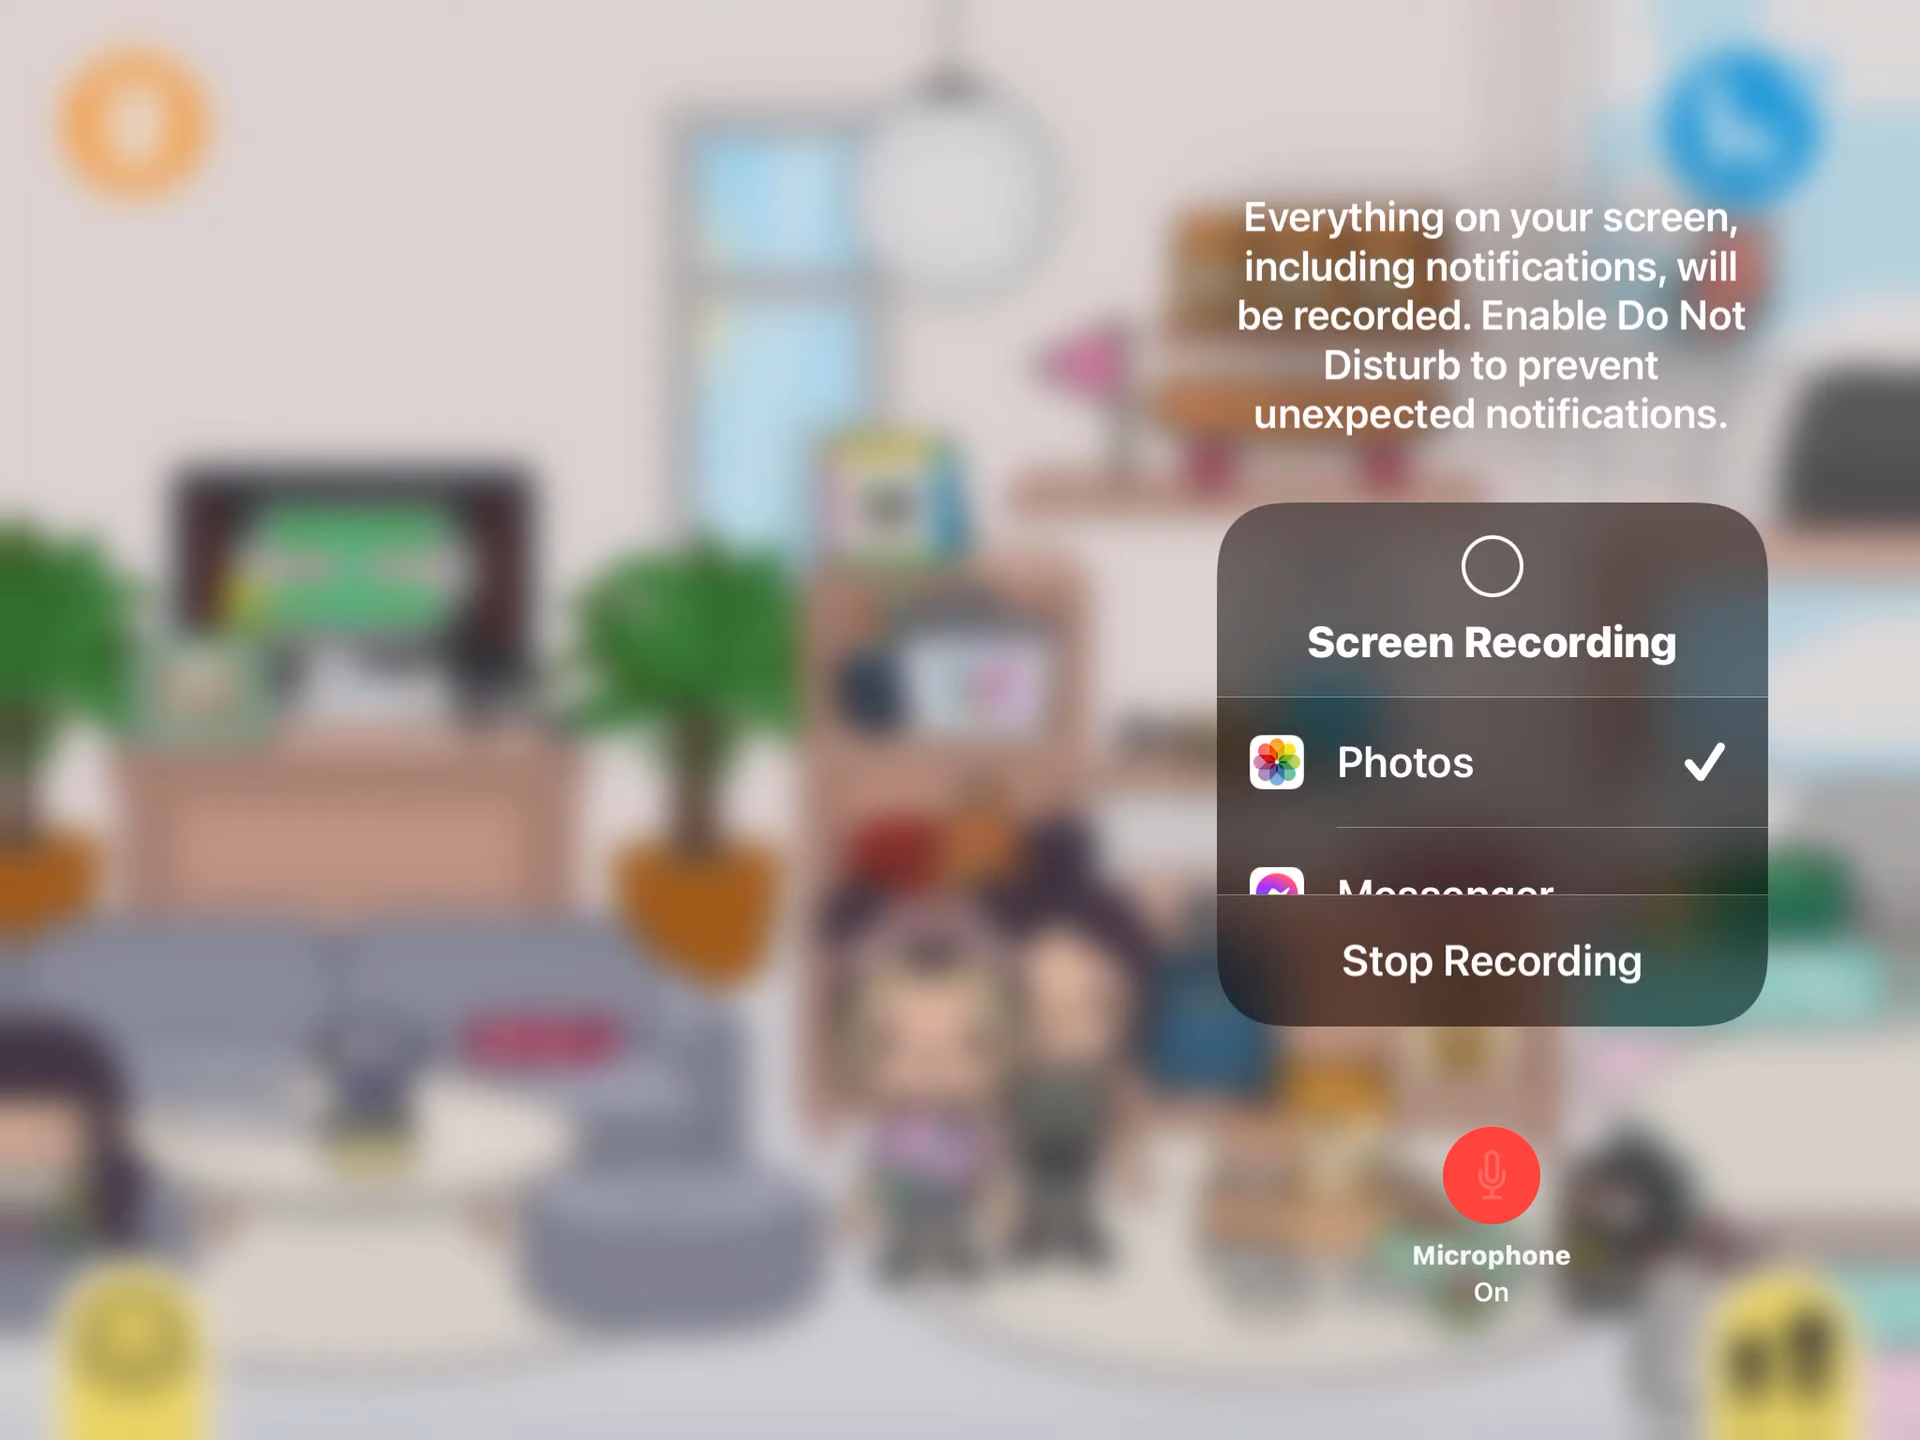 Everything on your screen,
including notifications, will
be recorded. Enable Do Not
Disturb to prevent
unexpected notifications.
Screen Recording
Photos
Messenger
Stop Recording
Microphone
On